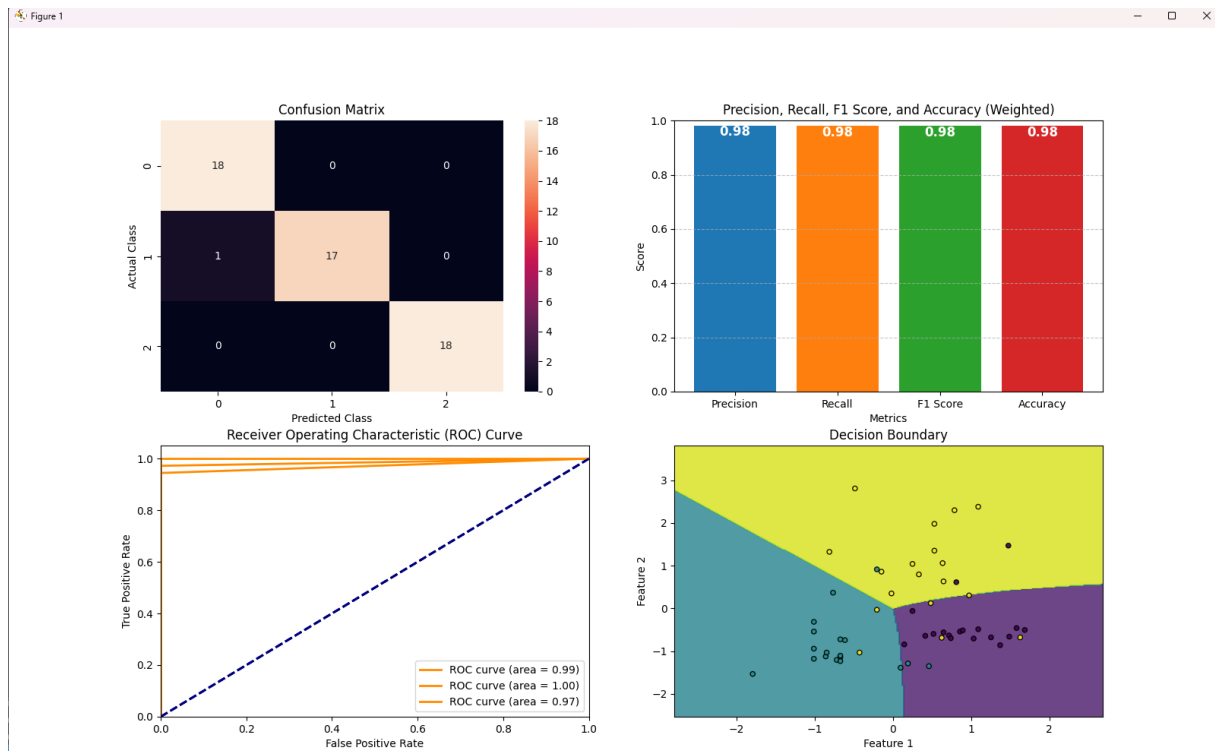 Figure 1
Confusion Matrix
18 0 0
1 17 0
0 0 18
0
1
2
Actual Class
0 1 2
Predicted Class
18
16
14
12
10
8
6
4
2
0
Precision, Recall, F1 Score, and Accuracy (Weighted)
1.0
0.8
0.6
0.4
0.2
0.0
Score
0.98 0.98 0.98 0.98
Precision Recall F1 Score Accuracy
Metrics
Receiver Operating Characteristic (ROC) Curve
1.0
0.8
0.6
0.4
0.2
0.0
True Positive Rate
ROC curve (area = 0.99)
ROC curve (area = 1.00)
ROC curve (area = 0.97)
0.0 0.2 0.4 0.6 0.8 1.0
False Positive Rate
Decision Boundary
3
2
1
0
−1
−2
Feature 2
−2 −1 0 1 2
Feature 1